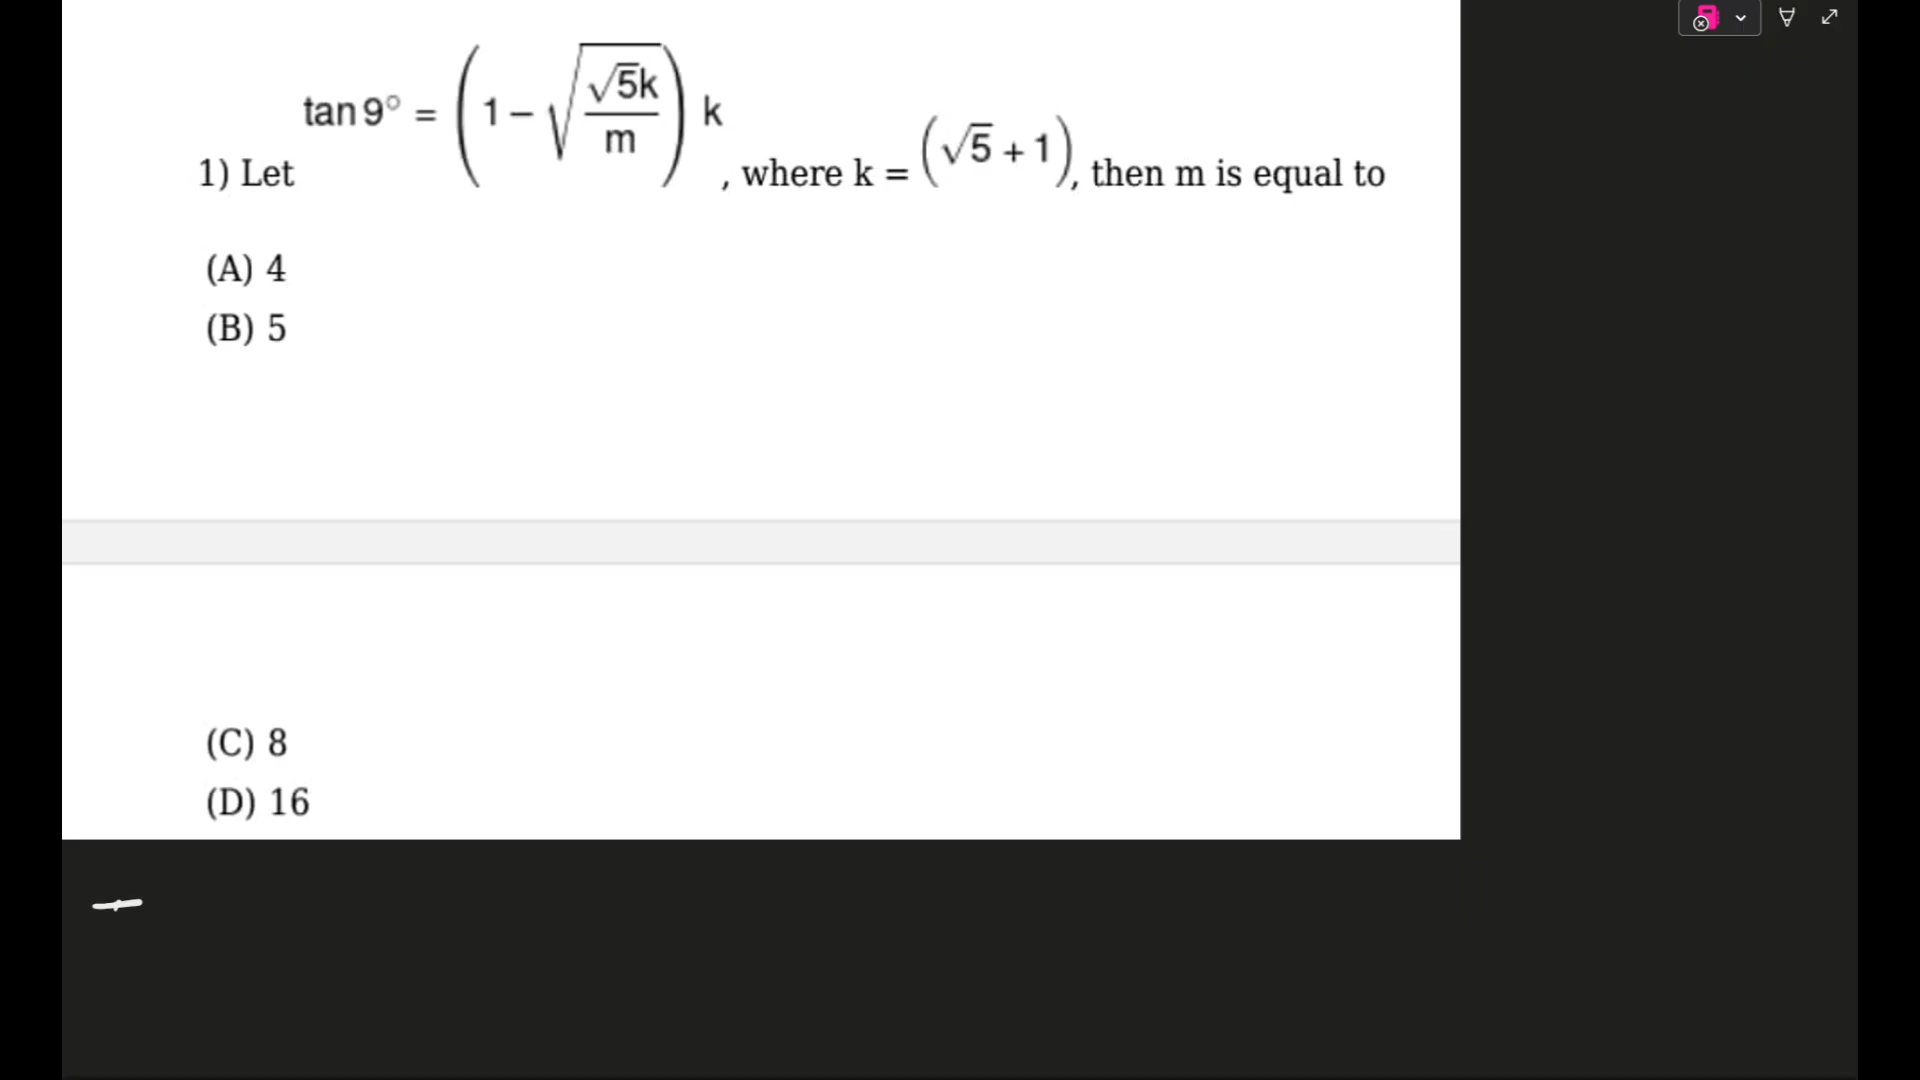 1) Let tan 9° = (1 − √(√5k/m)) k, where k = (√5 + 1), then m is equal to
(A) 4
(B) 5
(C) 8
(D) 16